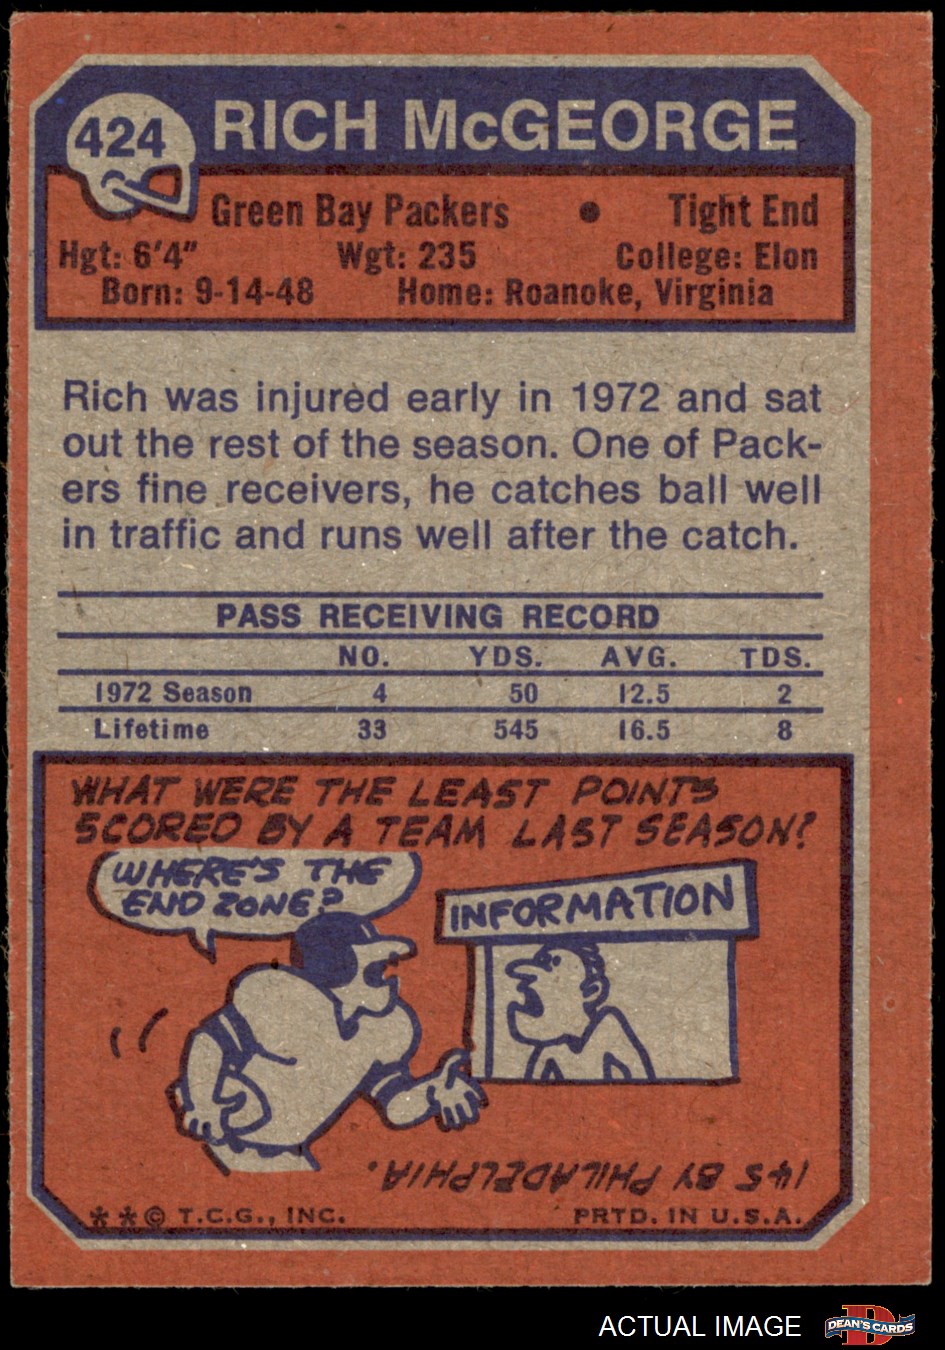 424
RICH McGEORGE
Green Bay Packers • Tight End
Hgt: 6'4" Wgt: 235 College: Elon
Born: 9-14-48 Home: Roanoke, Virginia
Rich was injured early in 1972 and sat
out the rest of the season. One of Pack-
ers fine receivers, he catches ball well
in traffic and runs well after the catch.
PASS RECEIVING RECORD
NO. YDS. AVG. TDS.
1972 Season 4 50 12.5 2
Lifetime 33 545 16.5 8
WHAT WERE THE LEAST POINTS
SCORED BY A TEAM LAST SEASON?
WHERE'S THE
END ZONE?
INFORMATION
145 BY PHILADELPHIA.
**© T.C.G., INC. PRTD. IN U.S.A.
ACTUAL IMAGE
DEAN'S CARDS